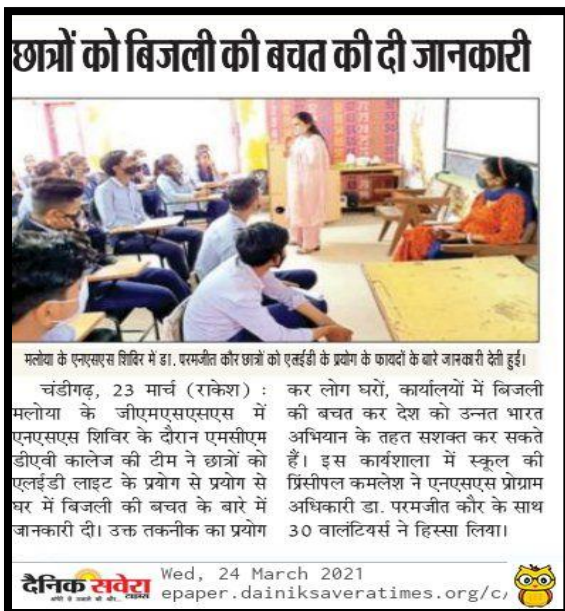 छात्रों को बिजली की बचत की दी जानकारी
मलोया के एनएसएस शिविर में डा. परमजीत कौर छात्रों को एलईडी के प्रयोग के फायदों के बारे जानकारी देती हुई।
चंडीगढ़, 23 मार्च (राकेश) :
मलोया के जीएमएसएसएस में
एनएसएस शिविर के दौरान एमसीएम
डीएवी कालेज की टीम ने छात्रों को
एलईडी लाइट के प्रयोग से प्रयोग से
घर में बिजली की बचत के बारे में
जानकारी दी। उक्त तकनीक का प्रयोग
कर लोग घरों, कार्यालयों में बिजली
की बचत कर देश को उन्नत भारत
अभियान के तहत सशक्त कर सकते
हैं। इस कार्यशाला में स्कूल की
प्रिंसीपल कमलेश ने एनएसएस प्रोग्राम
अधिकारी डा. परमजीत कौर के साथ
30 वालंटियर्स ने हिस्सा लिया।
दैनिक सवेरा
टाइम्स
Wed, 24 March 2021
epaper.dainiksaveratimes.org/c/